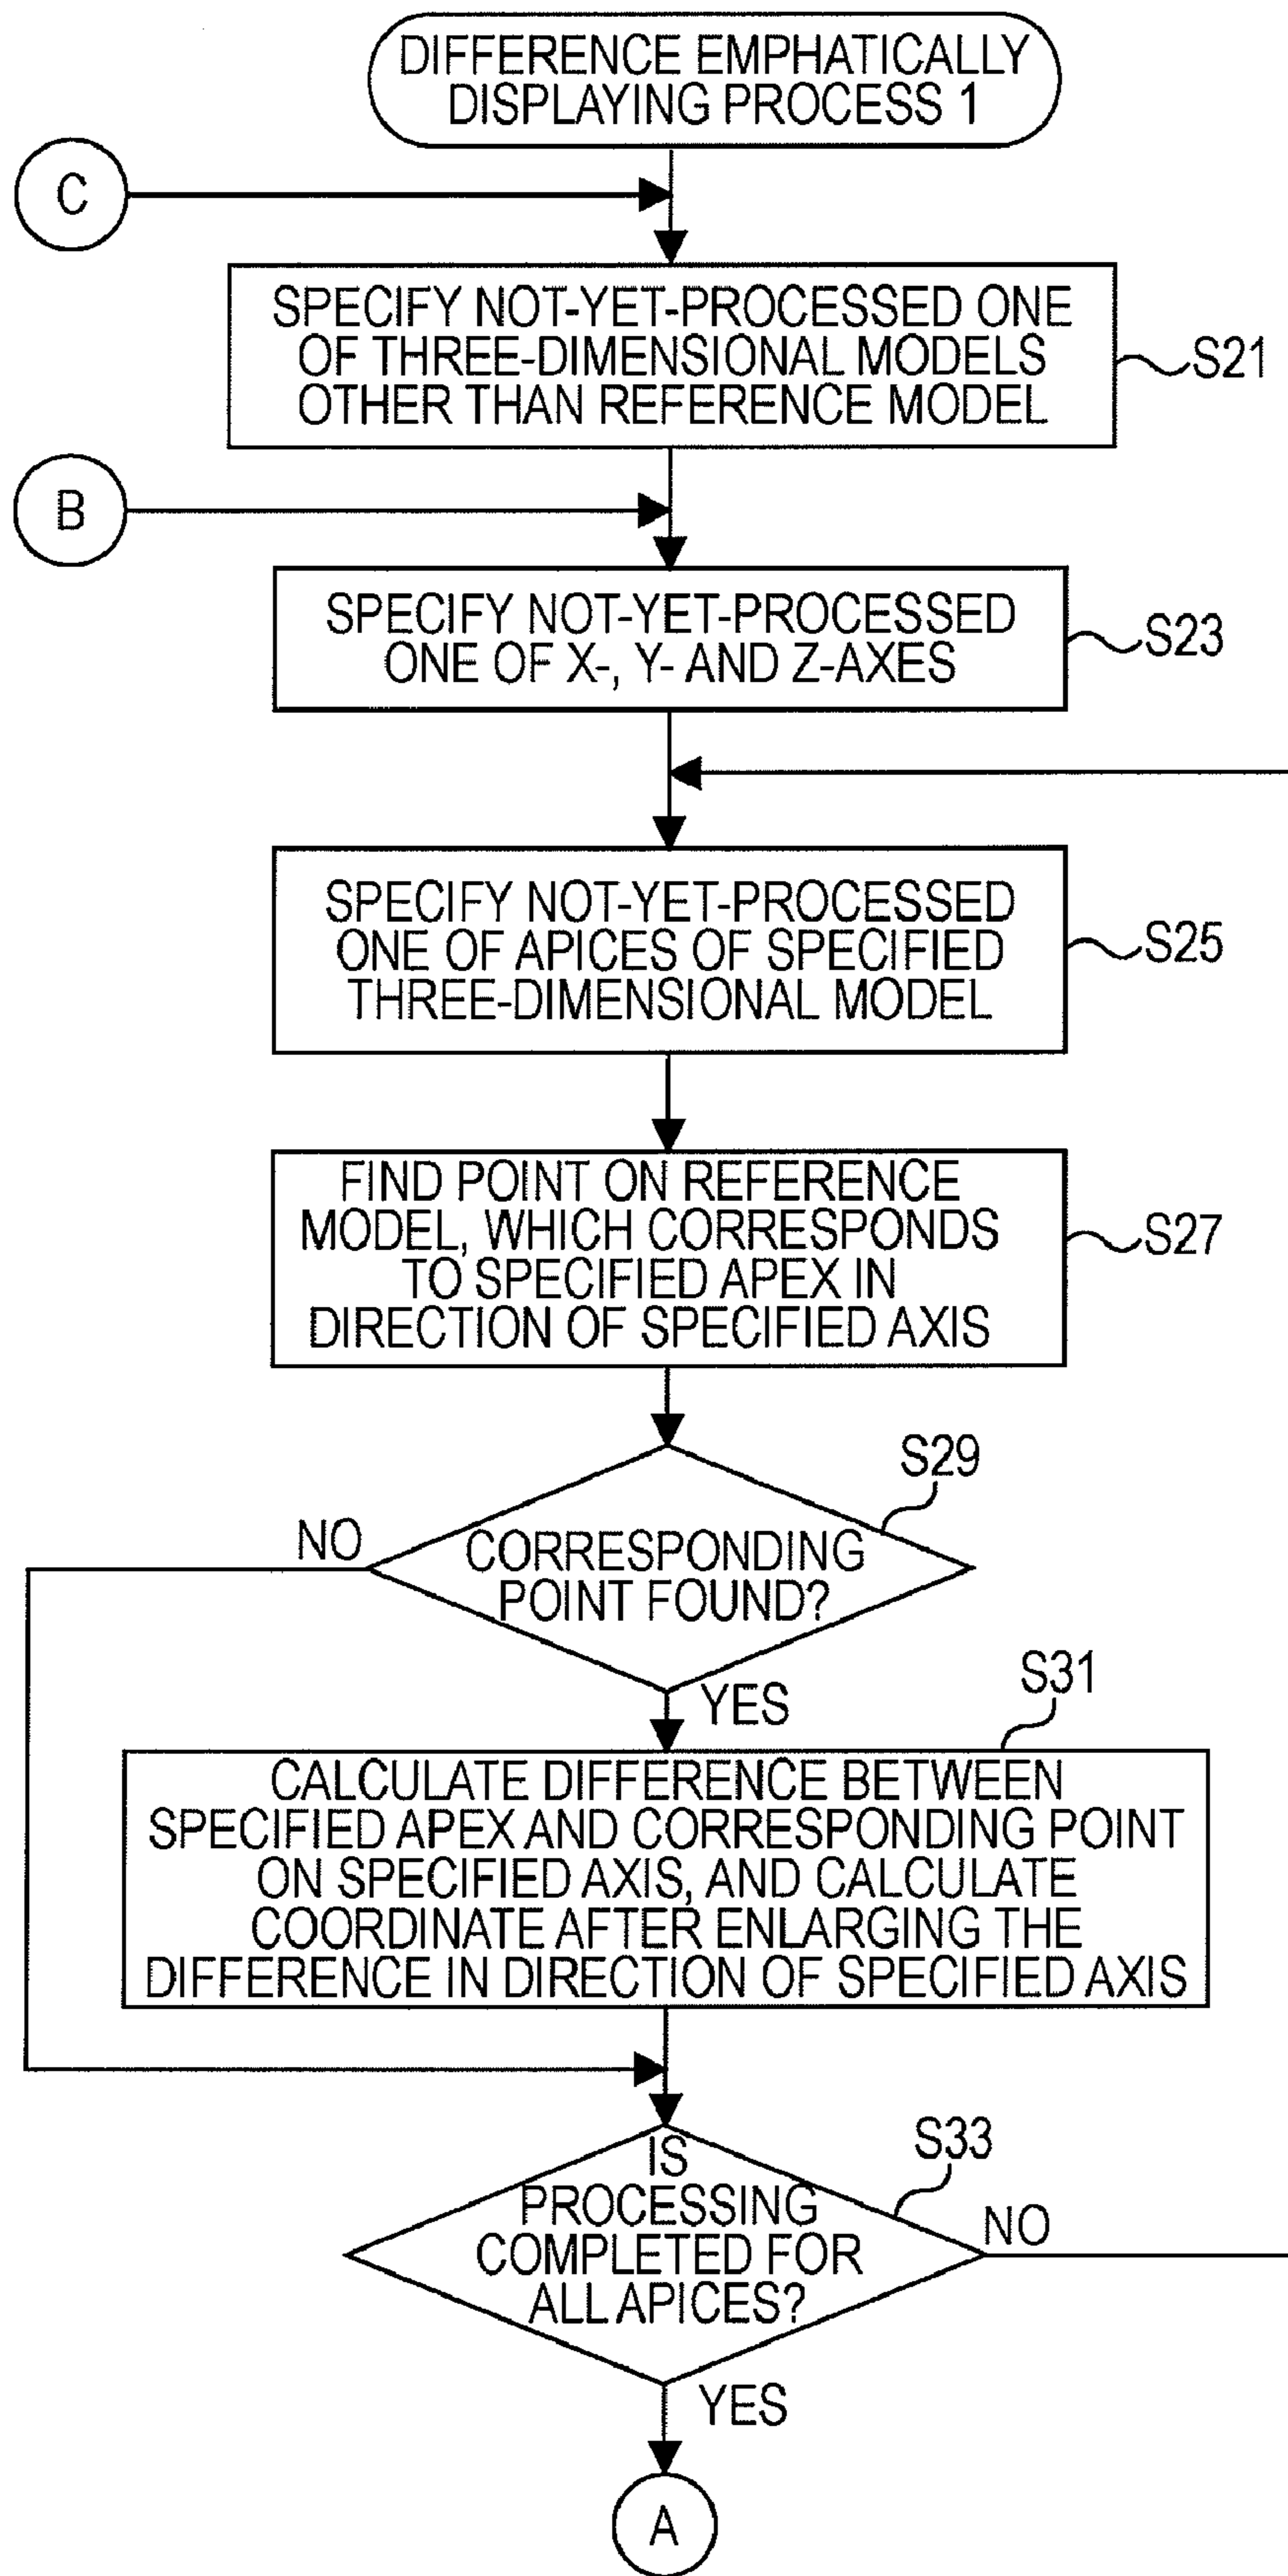 DIFFERENCE EMPHATICALLY
DISPLAYING PROCESS 1
C
SPECIFY NOT-YET-PROCESSED ONE
OF THREE-DIMENSIONAL MODELS
OTHER THAN REFERENCE MODEL
S21
B
SPECIFY NOT-YET-PROCESSED
ONE OF X-, Y- AND Z-AXES
S23
SPECIFY NOT-YET-PROCESSED
ONE OF APICES OF SPECIFIED
THREE-DIMENSIONAL MODEL
S25
FIND POINT ON REFERENCE
MODEL, WHICH CORRESPONDS
TO SPECIFIED APEX IN
DIRECTION OF SPECIFIED AXIS
S27
S29
NO
CORRESPONDING
POINT FOUND?
YES
S31
CALCULATE DIFFERENCE BETWEEN
SPECIFIED APEX AND CORRESPONDING POINT
ON SPECIFIED AXIS, AND CALCULATE
COORDINATE AFTER ENLARGING THE
DIFFERENCE IN DIRECTION OF SPECIFIED AXIS
S33
IS
PROCESSING
COMPLETED FOR
ALL APICES?
NO
YES
A